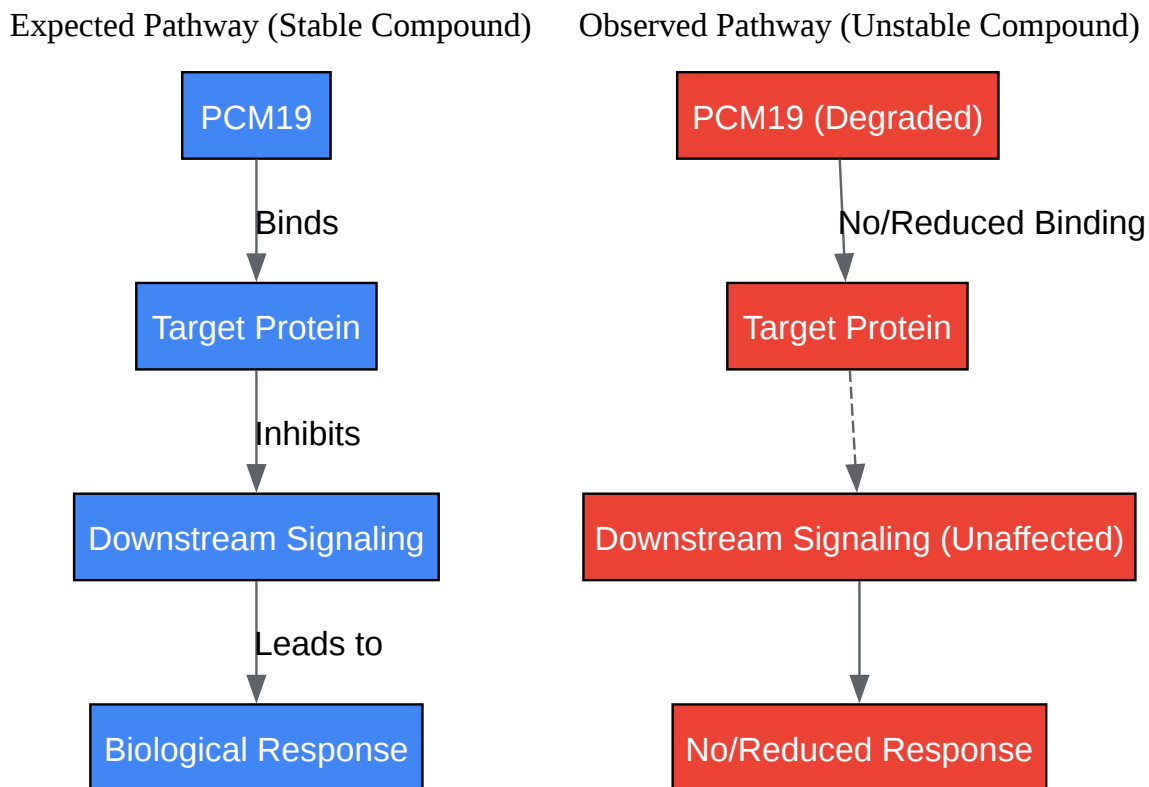 Expected Pathway (Stable Compound)
PCM19
Binds
Target Protein
Inhibits
Downstream Signaling
Leads to
Biological Response
Observed Pathway (Unstable Compound)
PCM19 (Degraded)
No/Reduced Binding
Target Protein
Downstream Signaling (Unaffected)
No/Reduced Response